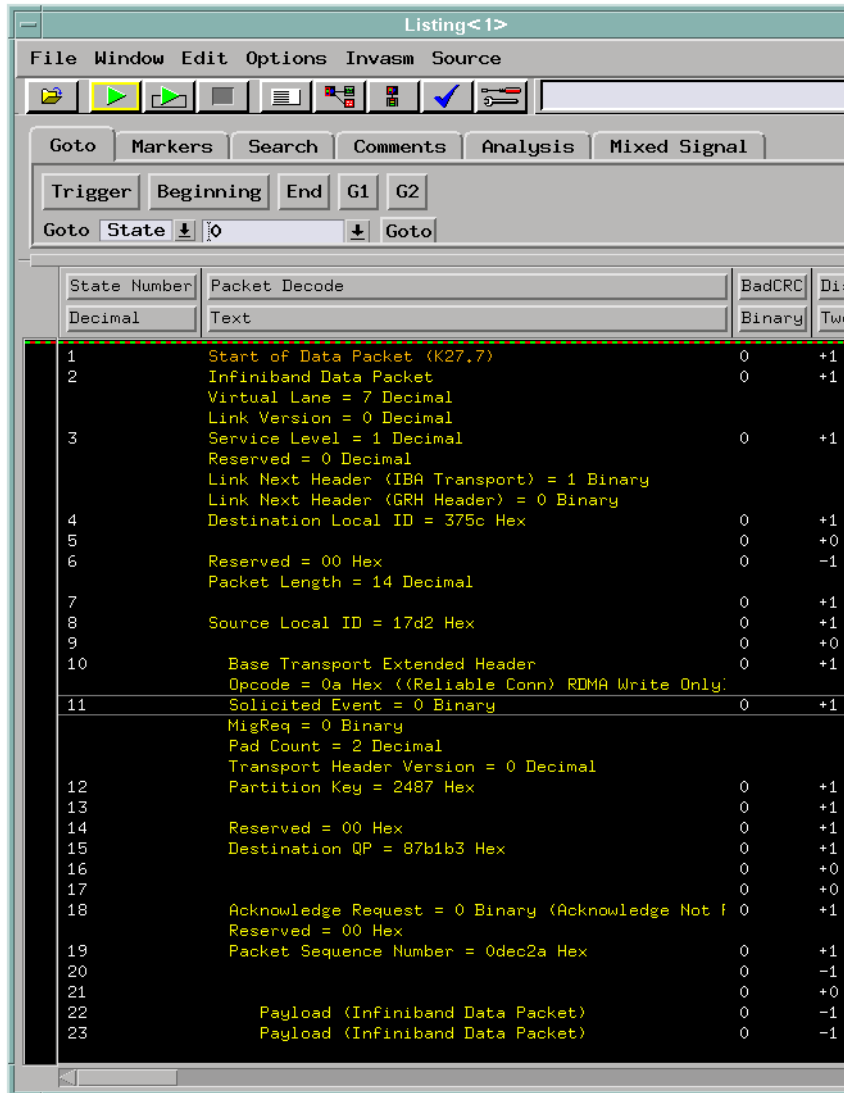 Listing<1>
File Window Edit Options Invasm Source
Goto Markers Search Comments Analysis Mixed Signal
Trigger Beginning End G1 G2
Goto State 0 Goto
State Number Packet Decode BadCRC Di
Decimal Text Binary Tw
1 Start of Data Packet (K27.7) 0 +1
2 Infiniband Data Packet 0 +1
Virtual Lane = 7 Decimal
Link Version = 0 Decimal
3 Service Level = 1 Decimal 0 +1
Reserved = 0 Decimal
Link Next Header (IBA Transport) = 1 Binary
Link Next Header (GRH Header) = 0 Binary
4 Destination Local ID = 375c Hex 0 +1
5 0 +0
6 Reserved = 00 Hex 0 -1
Packet Length = 14 Decimal
7 0 +1
8 Source Local ID = 17d2 Hex 0 +1
9 0 +0
10 Base Transport Extended Header 0 +1
Opcode = 0a Hex ((Reliable Conn) RDMA Write Only)
11 Solicited Event = 0 Binary 0 +1
MigReq = 0 Binary
Pad Count = 2 Decimal
Transport Header Version = 0 Decimal
12 Partition Key = 2487 Hex 0 +1
13 0 +1
14 Reserved = 00 Hex 0 +1
15 Destination QP = 87b1b3 Hex 0 +1
16 0 +0
17 0 +0
18 Acknowledge Request = 0 Binary (Acknowledge Not 0 +1
Reserved = 00 Hex
19 Packet Sequence Number = 0dec2a Hex 0 +1
20 0 -1
21 0 +0
22 Payload (Infiniband Data Packet) 0 -1
23 Payload (Infiniband Data Packet) 0 -1